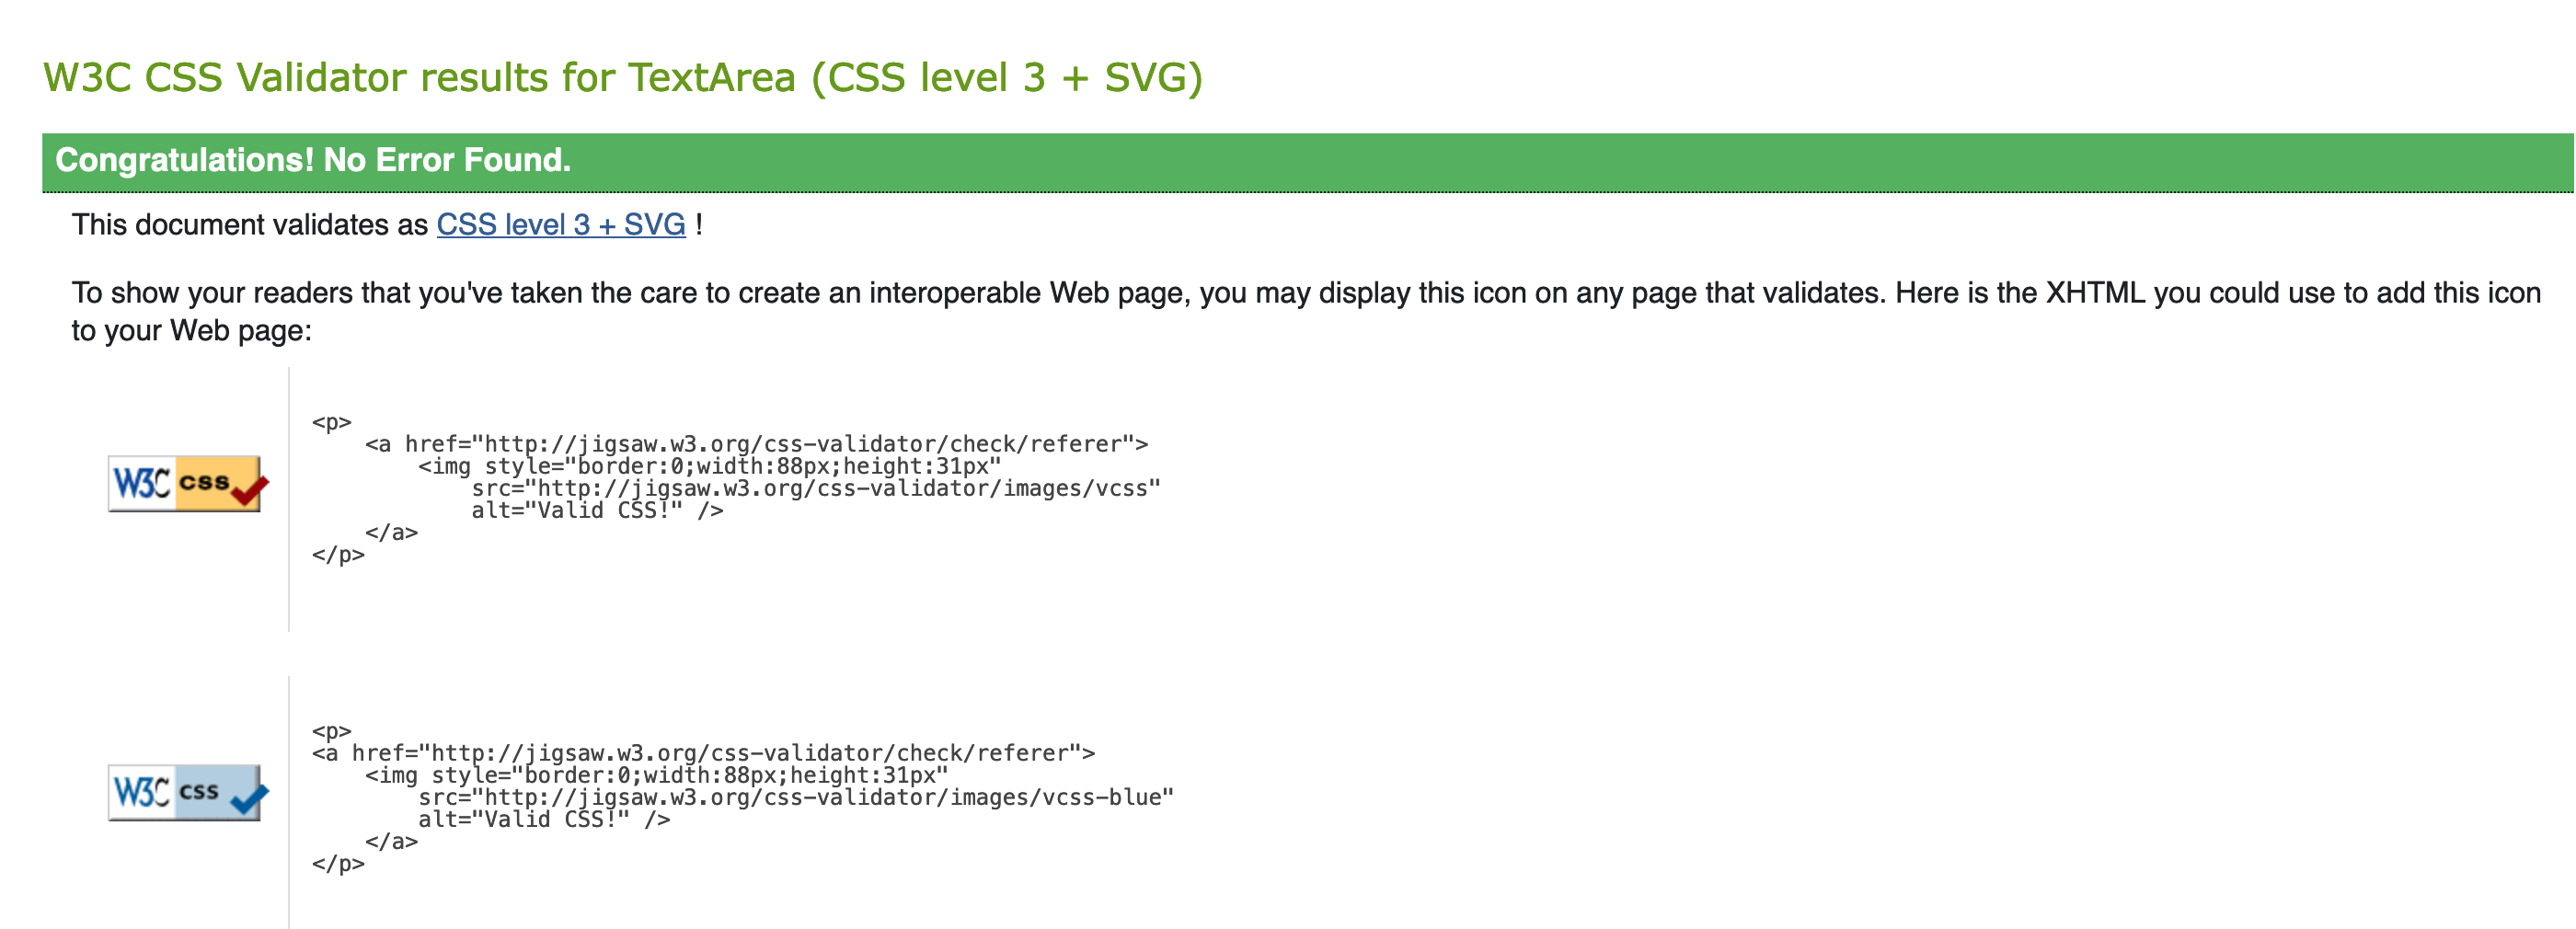 W3C CSS Validator results for TextArea (CSS level 3 + SVG)
Congratulations! No Error Found.
This document validates as CSS level 3 + SVG !
To show your readers that you've taken the care to create an interoperable Web page, you may display this icon on any page that validates. Here is the XHTML you could use to add this icon
to your Web page:
W3C css
<p>
    <a href="http://jigsaw.w3.org/css-validator/check/referer">
        <img style="border:0;width:88px;height:31px"
            src="http://jigsaw.w3.org/css-validator/images/vcss"
            alt="Valid CSS!" />
    </a>
</p>
W3C css
<p>
<a href="http://jigsaw.w3.org/css-validator/check/referer">
    <img style="border:0;width:88px;height:31px"
        src="http://jigsaw.w3.org/css-validator/images/vcss-blue"
        alt="Valid CSS!" />
    </a>
</p>